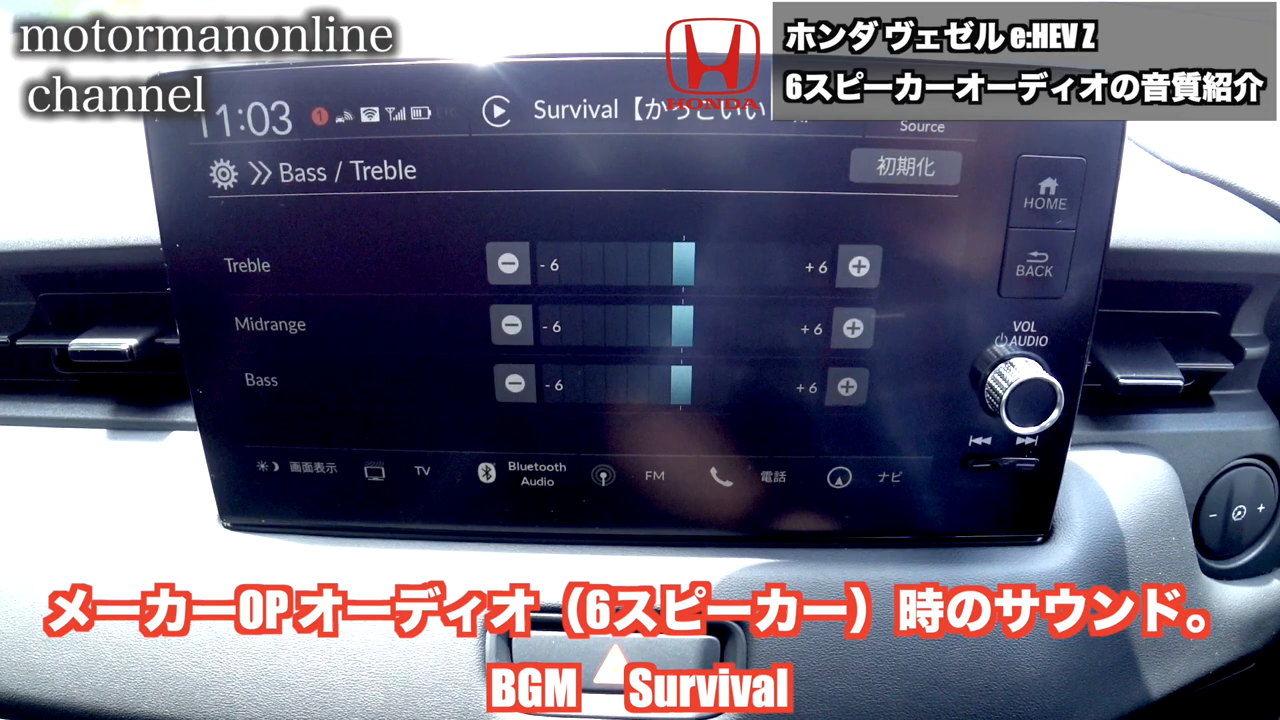 motormanonline
channel
HONDA
ホンダ ヴェゼル e:HEV Z
6スピーカーオーディオの音質紹介
11:03
1
Survival【かっこいい
Source
Bass / Treble
初期化
HOME
BACK
Treble
- 6
+ 6
Midrange
- 6
+ 6
Bass
- 6
+ 6
VOL
AUDIO
画面表示
TV
Bluetooth
Audio
FM
電話
ナビ
メーカーOPオーディオ（6スピーカー）時のサウンド。
BGM Survival